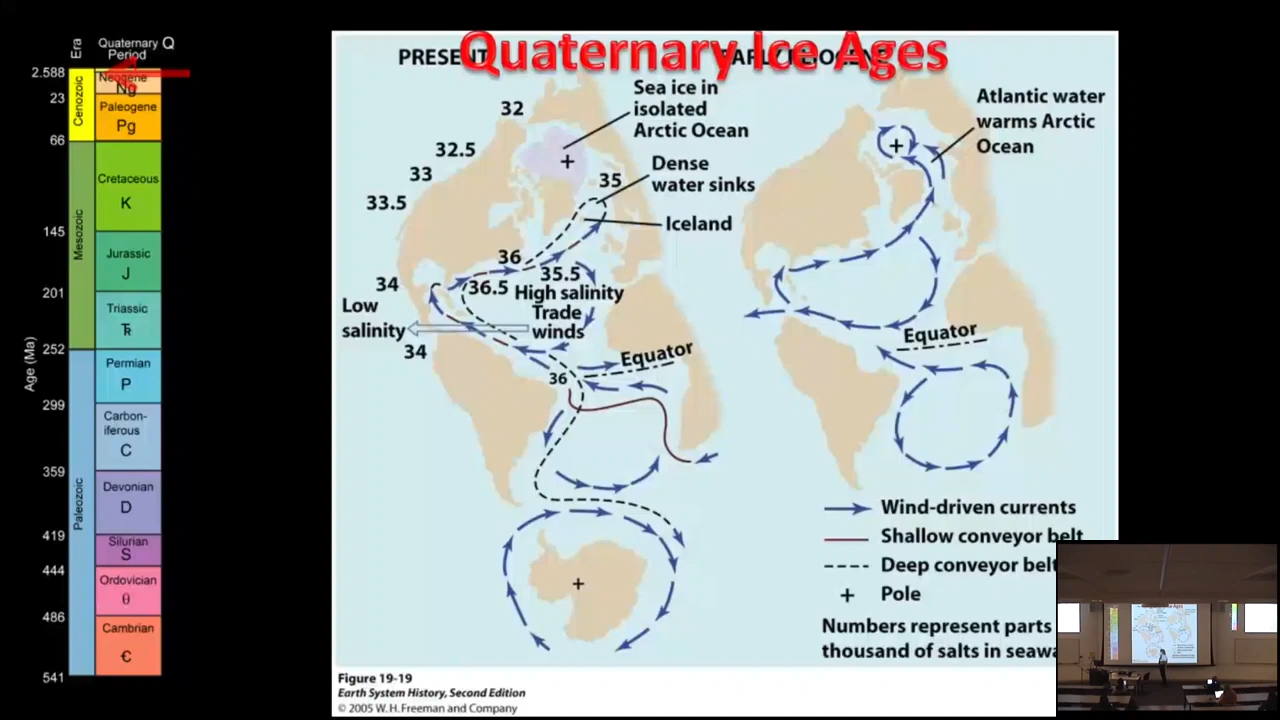 Era
Quaternary Q
Period
2.588
Neogene
Ng
23
Paleogene
Pg
66
Cenozoic
Cretaceous
K
145
Mesozoic
Jurassic
J
201
Triassic
252
Age (Ma)
Permian
P
299
Carbon-
iferous
C
359
Paleozoic
Devonian
D
419
Silurian
S
444
Ordovician
θ
486
Cambrian
Ꞓ
541
Quaternary Ice Ages
PRESENT
Sea ice in
isolated
Arctic Ocean
32
32.5
33
33.5
35
Dense
water sinks
Iceland
36
35.5
34
36.5 High salinity
Low
salinity
Trade
winds
34
Equator
36
Atlantic water
warms Arctic
Ocean
Equator
Wind-driven currents
Shallow conveyor belt
Deep conveyor belt
+ Pole
Numbers represent parts
thousand of salts in seawa
Figure 19-19
Earth System History, Second Edition
© 2005 W. H. Freeman and Company